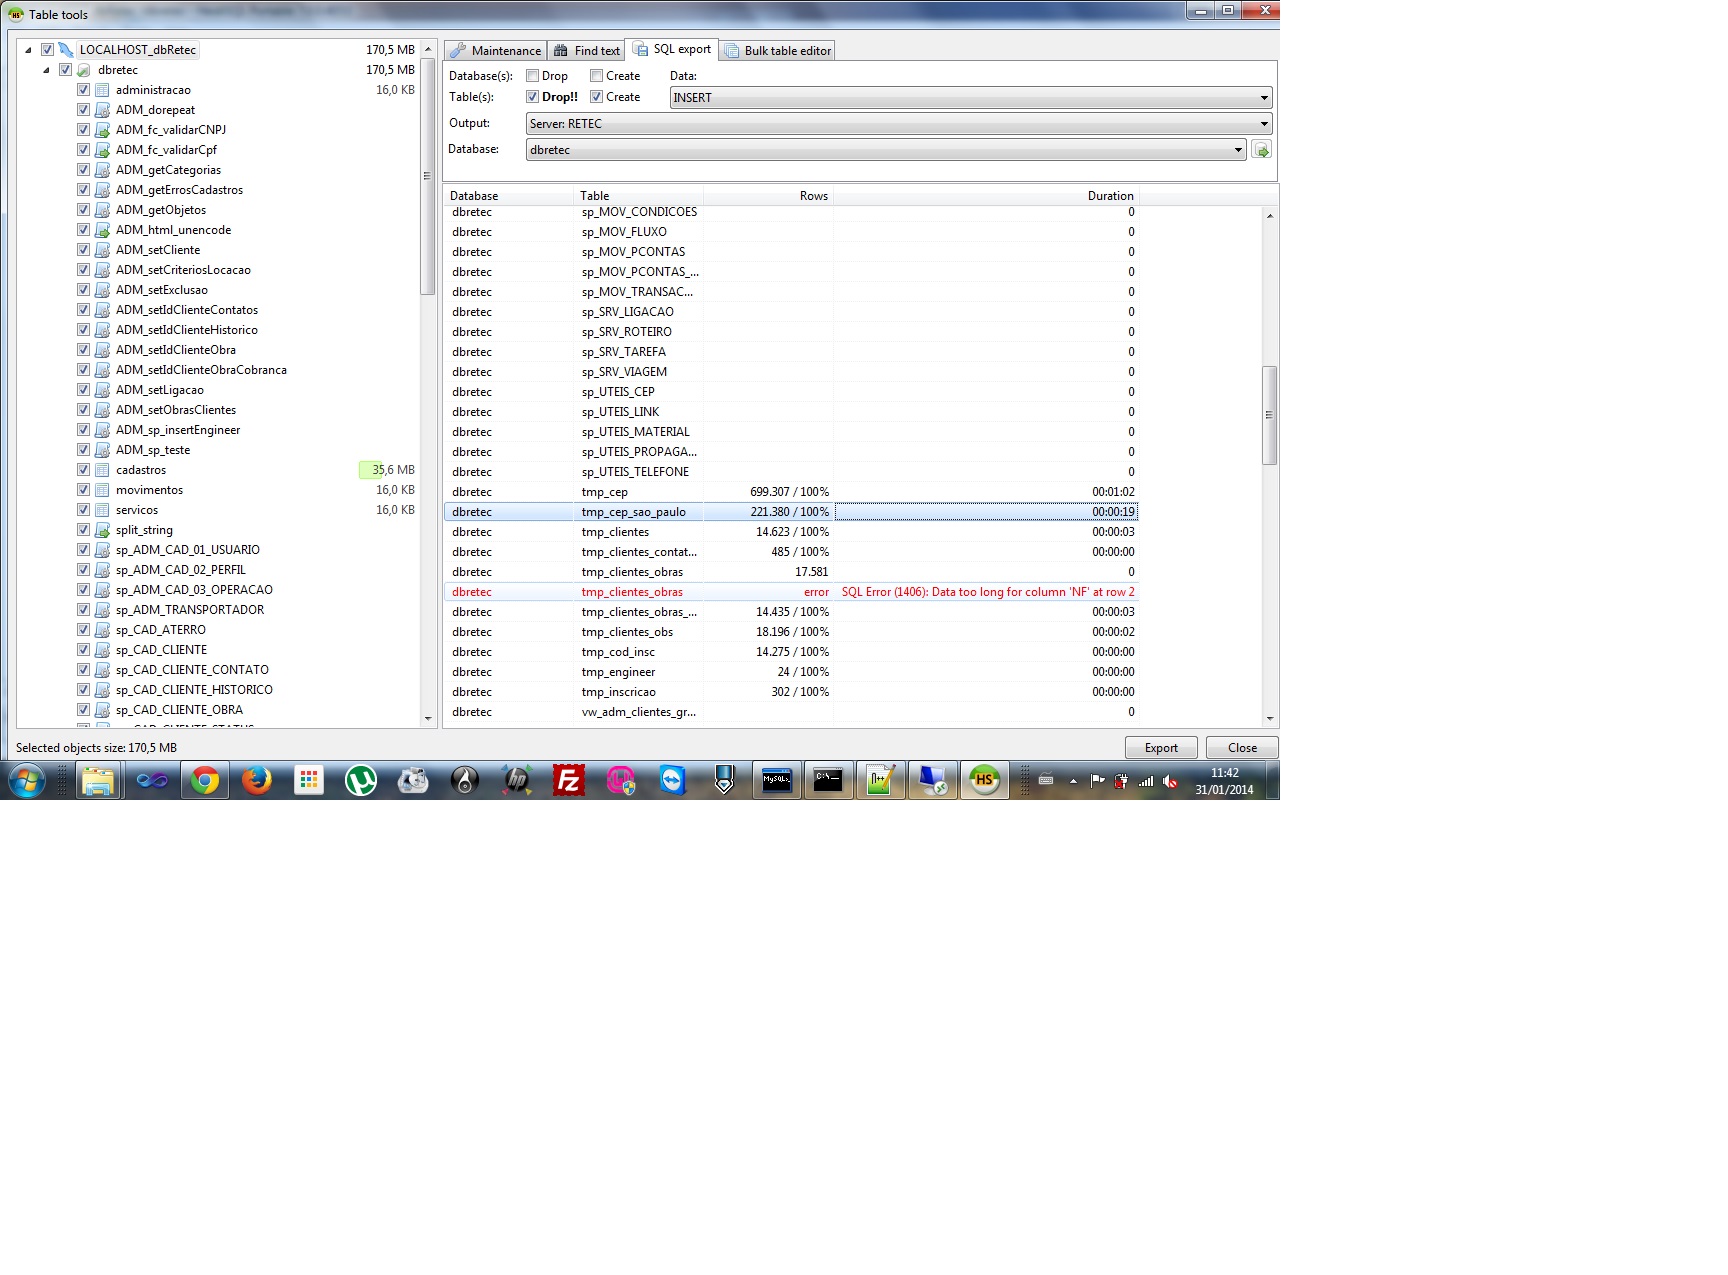 Table tools
LOCALHOST_dbRetec 170,5 MB
dbretec 170,5 MB
administracao 16,0 KB
ADM_dorepeat
ADM_fc_validarCNPJ
ADM_fc_validarCpf
ADM_getCategorias
ADM_getErrosCadastros
ADM_getObjetos
ADM_html_unencode
ADM_setCliente
ADM_setCriteriosLocacao
ADM_setExclusao
ADM_setIdClienteContatos
ADM_setIdClienteHistorico
ADM_setIdClienteObra
ADM_setIdClienteObraCobranca
ADM_setLigacao
ADM_setObrasClientes
ADM_sp_insertEngineer
ADM_sp_teste
cadastros 35,6 MB
movimentos 16,0 KB
servicos 16,0 KB
split_string
sp_ADM_CAD_01_USUARIO
sp_ADM_CAD_02_PERFIL
sp_ADM_CAD_03_OPERACAO
sp_ADM_TRANSPORTADOR
sp_CAD_ATERRO
sp_CAD_CLIENTE
sp_CAD_CLIENTE_CONTATO
sp_CAD_CLIENTE_HISTORICO
sp_CAD_CLIENTE_OBRA
sp_CAD_CLIENTE_STATUS
Selected objects size: 170,5 MB
Maintenance Find text SQL export Bulk table editor
Database(s): Drop Create Data:
Table(s): Drop!! Create INSERT
Output: Server: RETEC
Database: dbretec
Database Table Rows Duration
dbretec sp_MOV_CONDICOES 0
dbretec sp_MOV_FLUXO 0
dbretec sp_MOV_PCONTAS 0
dbretec sp_MOV_PCONTAS_... 0
dbretec sp_MOV_TRANSAC... 0
dbretec sp_SRV_LIGACAO 0
dbretec sp_SRV_ROTEIRO 0
dbretec sp_SRV_TAREFA 0
dbretec sp_SRV_VIAGEM 0
dbretec sp_UTEIS_CEP 0
dbretec sp_UTEIS_LINK 0
dbretec sp_UTEIS_MATERIAL 0
dbretec sp_UTEIS_PROPAGA... 0
dbretec sp_UTEIS_TELEFONE 0
dbretec tmp_cep 699.307 / 100% 00:01:02
dbretec tmp_cep_sao_paulo 221.380 / 100% 00:00:19
dbretec tmp_clientes 14.623 / 100% 00:00:03
dbretec tmp_clientes_contat... 485 / 100% 00:00:00
dbretec tmp_clientes_obras 17.581 0
dbretec tmp_clientes_obras error SQL Error (1406): Data too long for column 'NF' at row 2
dbretec tmp_clientes_obras_... 14.435 / 100% 00:00:03
dbretec tmp_clientes_obs 18.196 / 100% 00:00:02
dbretec tmp_cod_insc 14.275 / 100% 00:00:00
dbretec tmp_engineer 24 / 100% 00:00:00
dbretec tmp_inscricao 302 / 100% 00:00:00
dbretec vw_adm_clientes_gr... 0
Export Close
11:42
31/01/2014